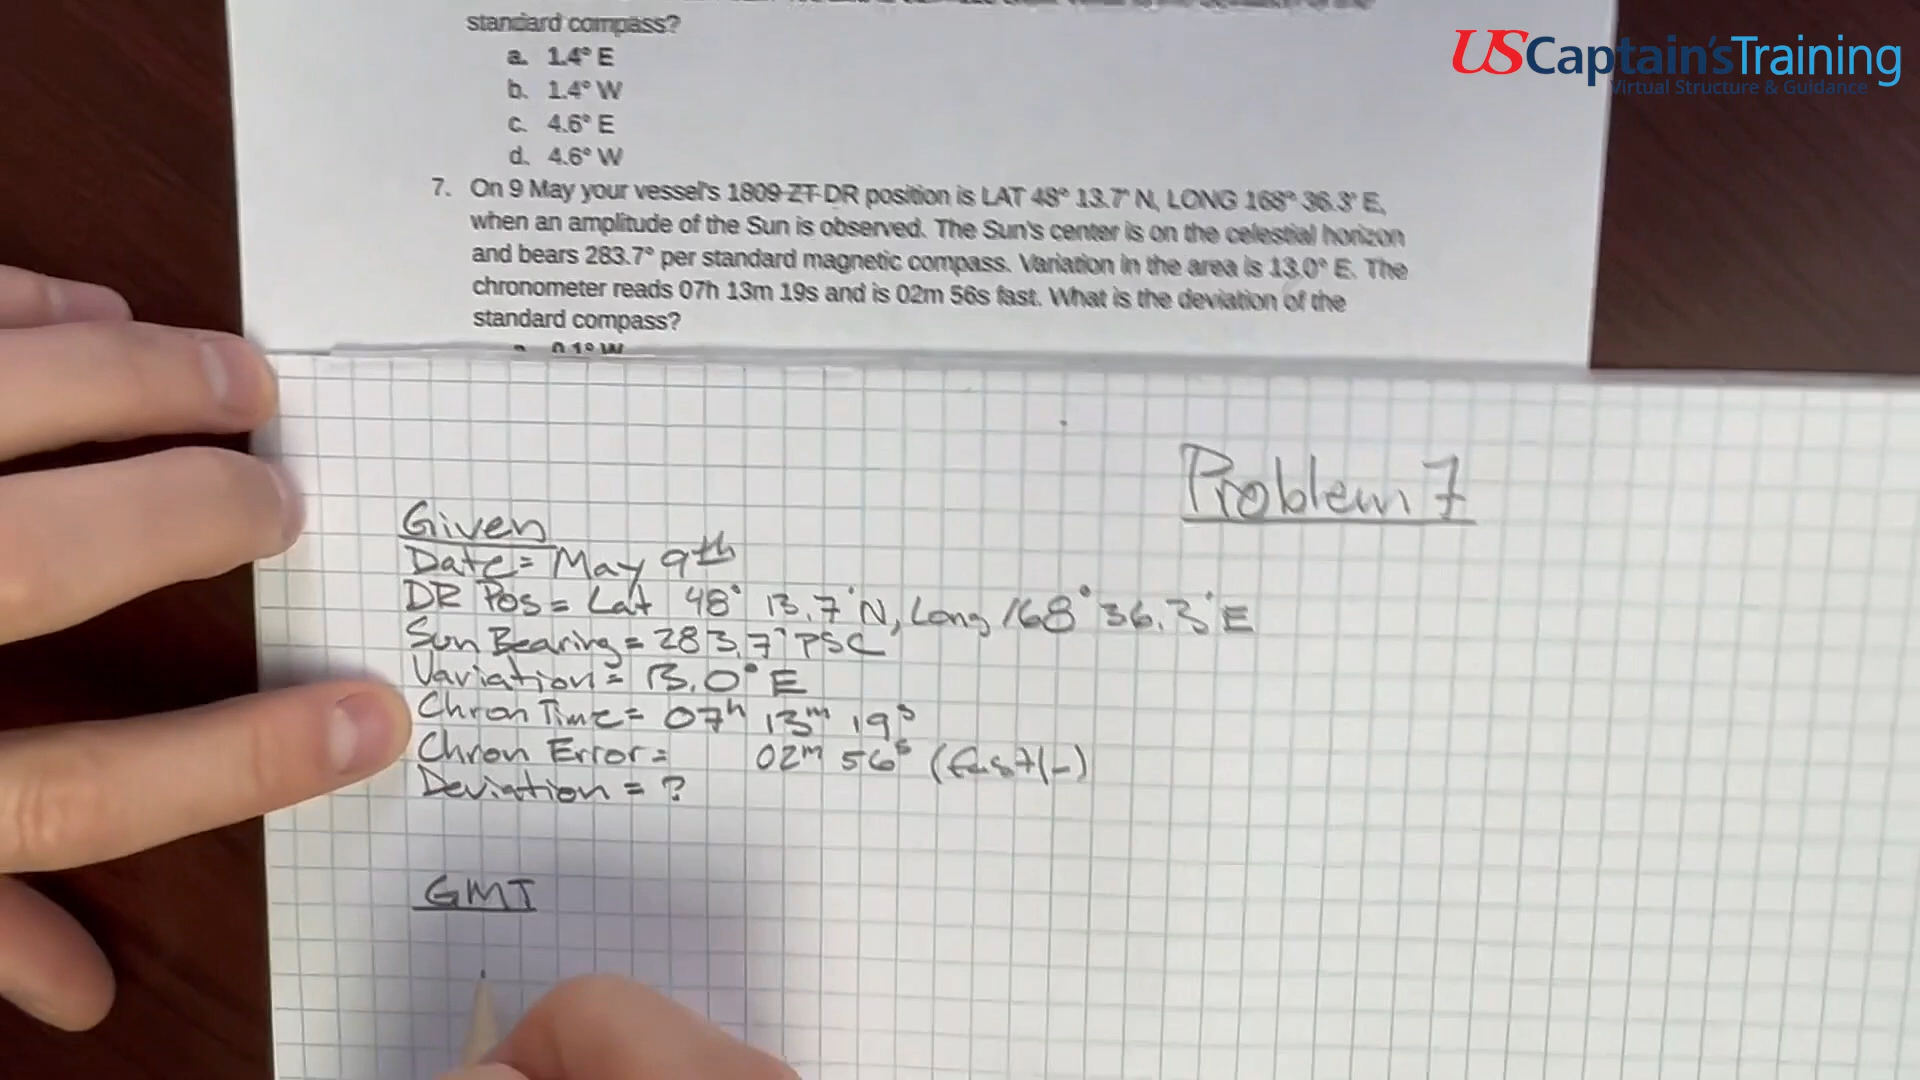 standard compass?
a. 1.4° E
b. 1.4° W
c. 4.6° E
d. 4.6° W
7. On 9 May your vessel's 1809 ZT DR position is LAT 48° 13.7' N, LONG 168° 36.3' E,
when an amplitude of the Sun is observed. The Sun's center is on the celestial horizon
and bears 283.7° per standard magnetic compass. Variation in the area is 13.0° E. The
chronometer reads 07h 13m 19s and is 02m 56s fast. What is the deviation of the
standard compass?
a. 0.1° W
USCaptain'sTraining
Virtual Structure & Guidance
Problem 7
Given
Date = May 9th
DR Pos = Lat 48° 13.7' N, Long 168° 36.3' E
Sun Bearing = 283.7° PSC
Variation = 13.0° E
Chron Time = 07h 13m 19s
Chron Error = 02m 56s (fast/-)
Deviation = ?
GMT